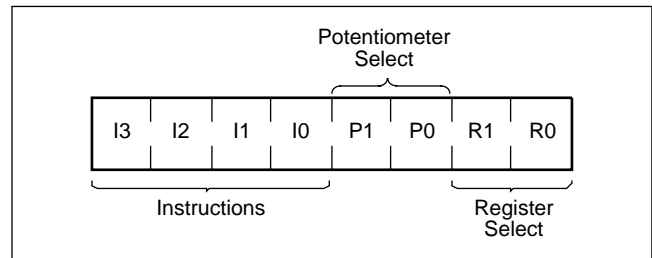 Potentiometer
Select
I3 I2 I1 I0 P1 P0 R1 R0
Instructions
Register
Select